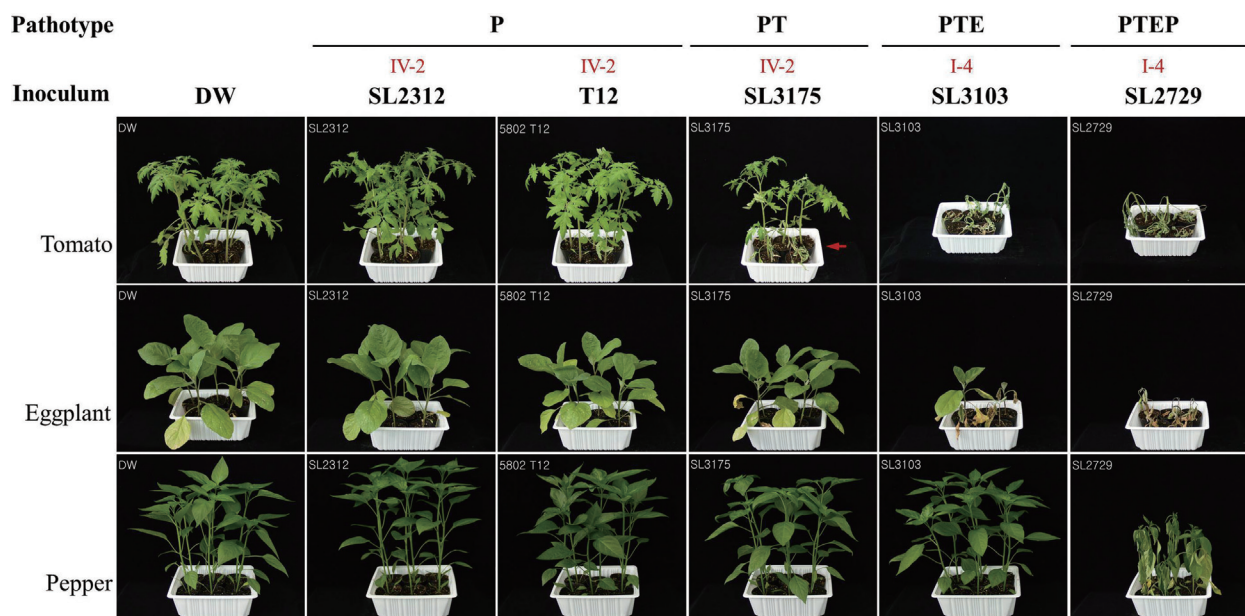 Pathotype P PT PTE PTEP
IV-2 IV-2 IV-2 I-4 I-4
Inoculum DW SL2312 T12 SL3175 SL3103 SL2729
DW SL2312 5802 T12 SL3175 SL3103 SL2729
Tomato
DW SL2312 5802 T12 SL3175 SL3103 SL2729
Eggplant
DW SL2312 5802 T12 SL3175 SL3103 SL2729
Pepper